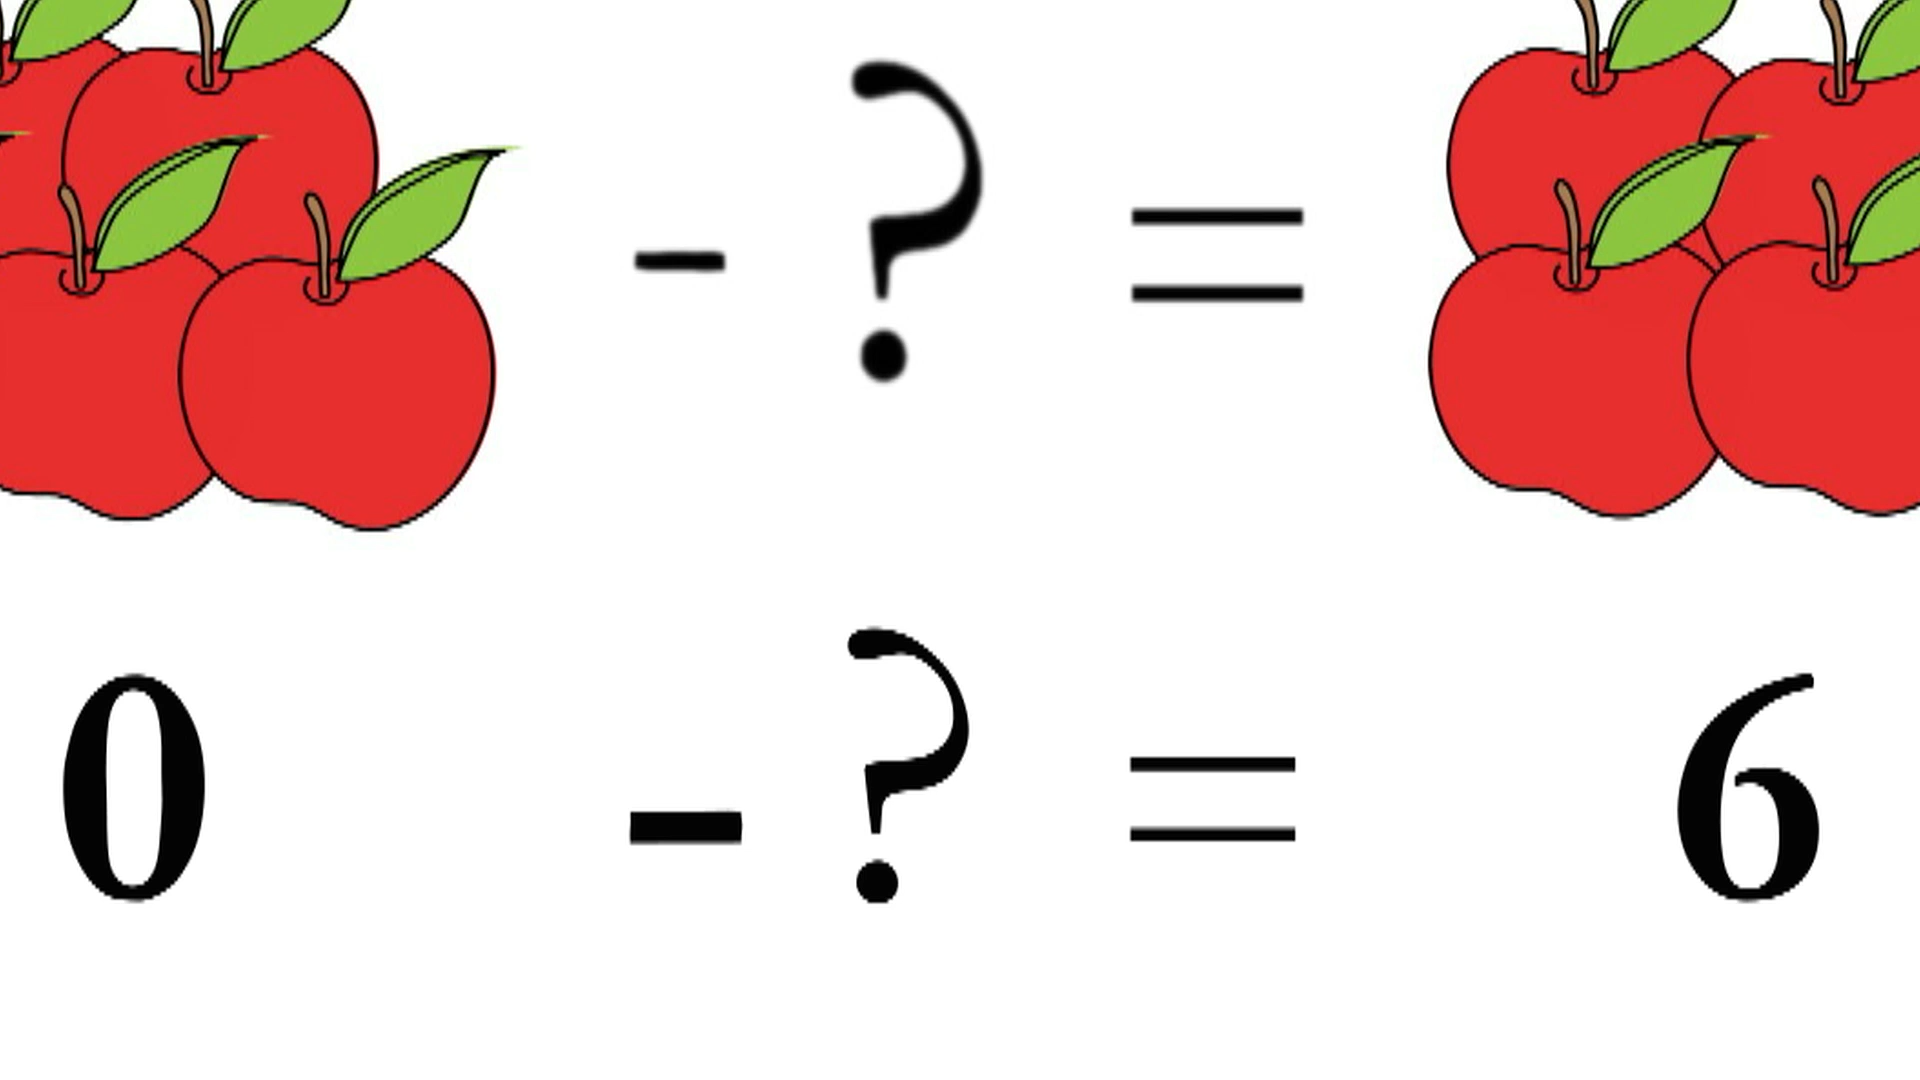 - ? =
0 - ? = 6